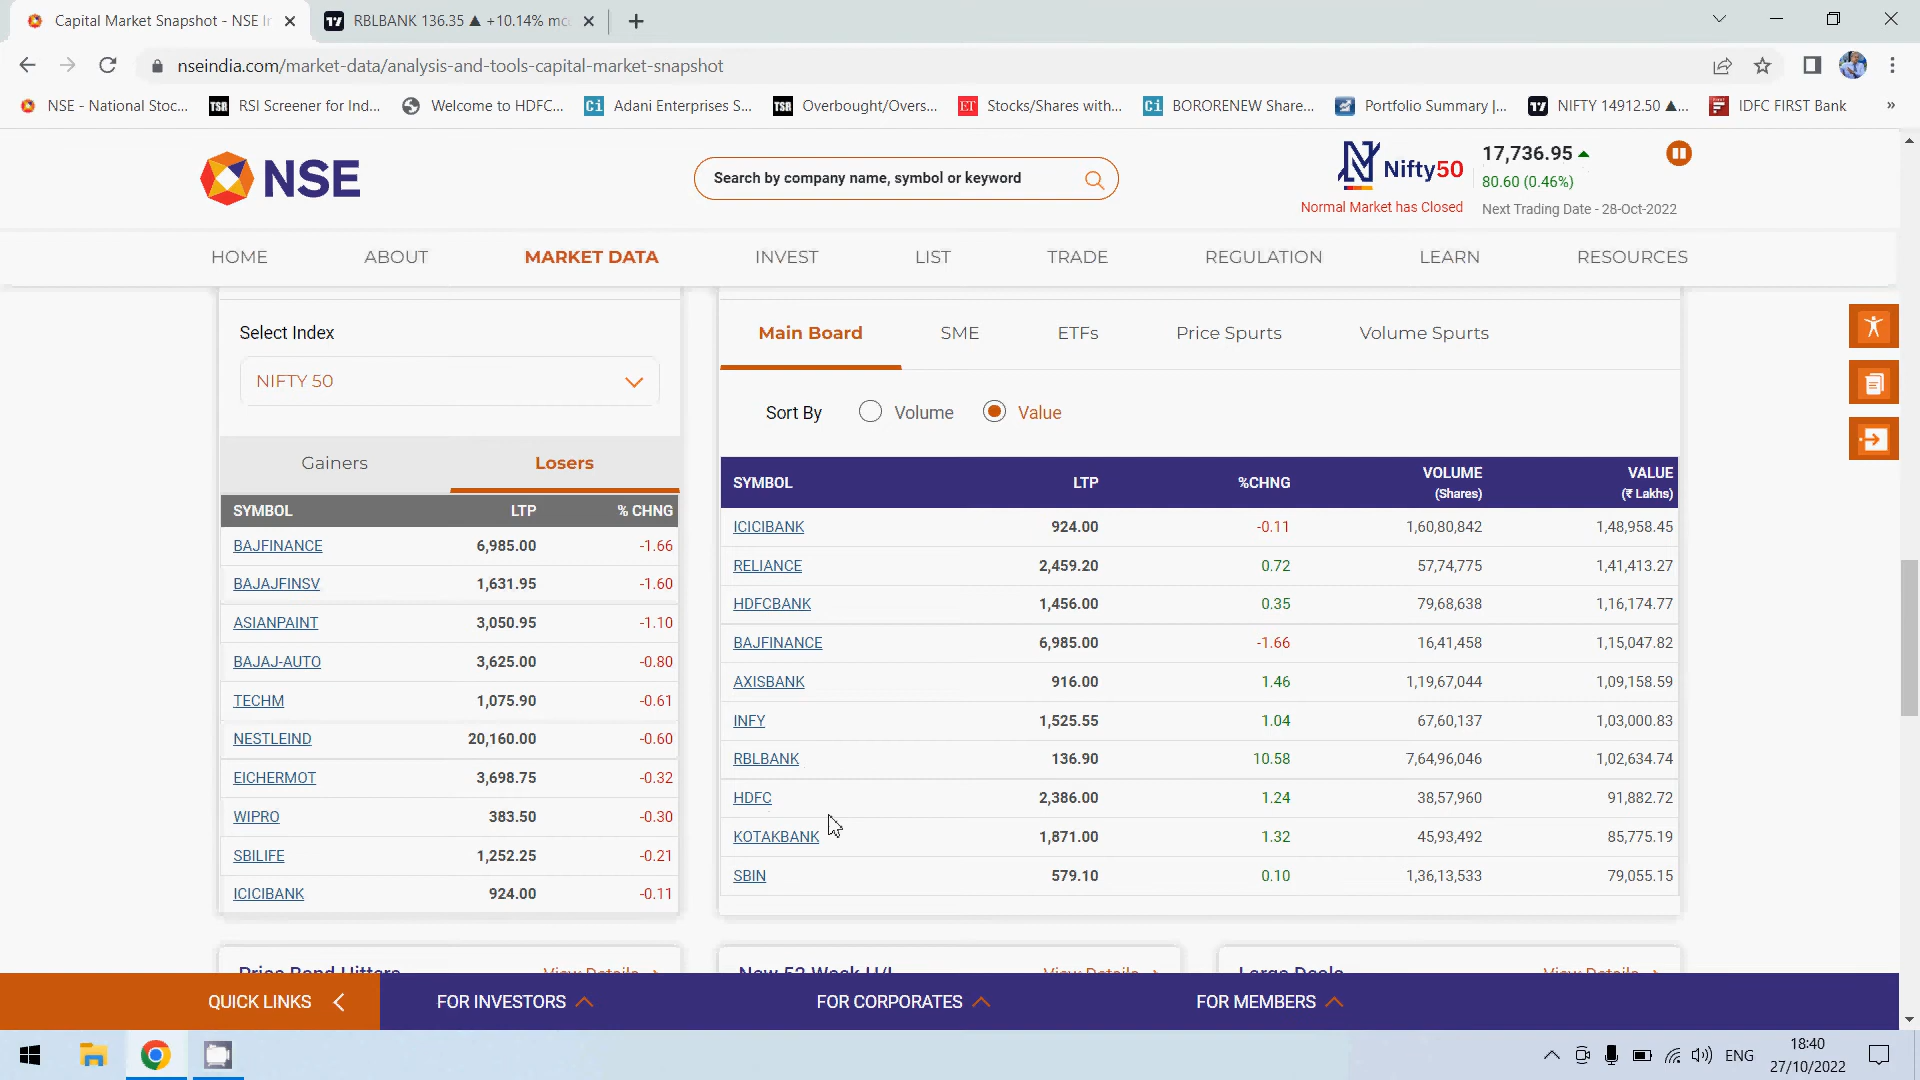 Capital Market Snapshot - NSE In
RBLBANK 136.35 ▲ +10.14% mc
nseindia.com/market-data/analysis-and-tools-capital-market-snapshot
NSE - National Stoc...
RSI Screener for Ind...
Welcome to HDFC...
Adani Enterprises S...
Overbought/Overs...
Stocks/Shares with...
BORORENEW Share...
Portfolio Summary |...
NIFTY 14912.50 ▲...
IDFC FIRST Bank
»
NSE
Search by company name, symbol or keyword
Nifty50
17,736.95
80.60 (0.46%)
Normal Market has Closed
Next Trading Date - 28-Oct-2022
HOME ABOUT MARKET DATA INVEST LIST TRADE REGULATION LEARN RESOURCES
Select Index
NIFTY 50
Gainers Losers
SYMBOL LTP % CHNG
BAJFINANCE 6,985.00 -1.66
BAJAJFINSV 1,631.95 -1.60
ASIANPAINT 3,050.95 -1.10
BAJAJ-AUTO 3,625.00 -0.80
TECHM 1,075.90 -0.61
NESTLEIND 20,160.00 -0.60
EICHERMOT 3,698.75 -0.32
WIPRO 383.50 -0.30
SBILIFE 1,252.25 -0.21
ICICIBANK 924.00 -0.11
Main Board SME ETFs Price Spurts Volume Spurts
Sort By Volume Value
SYMBOL LTP %CHNG VOLUME (Shares) VALUE (₹ Lakhs)
ICICIBANK 924.00 -0.11 1,60,80,842 1,48,958.45
RELIANCE 2,459.20 0.72 57,74,775 1,41,413.27
HDFCBANK 1,456.00 0.35 79,68,638 1,16,174.77
BAJFINANCE 6,985.00 -1.66 16,41,458 1,15,047.82
AXISBANK 916.00 1.46 1,19,67,044 1,09,158.59
INFY 1,525.55 1.04 67,60,137 1,03,000.83
RBLBANK 136.90 10.58 7,64,96,046 1,02,634.74
HDFC 2,386.00 1.24 38,57,960 91,882.72
KOTAKBANK 1,871.00 1.32 45,93,492 85,775.19
SBIN 579.10 0.10 1,36,13,533 79,055.15
Price Band Hitters View Details
New 52 Week H/L View Details
Large Deals View Details
QUICK LINKS FOR INVESTORS FOR CORPORATES FOR MEMBERS
ENG
18:40
27/10/2022